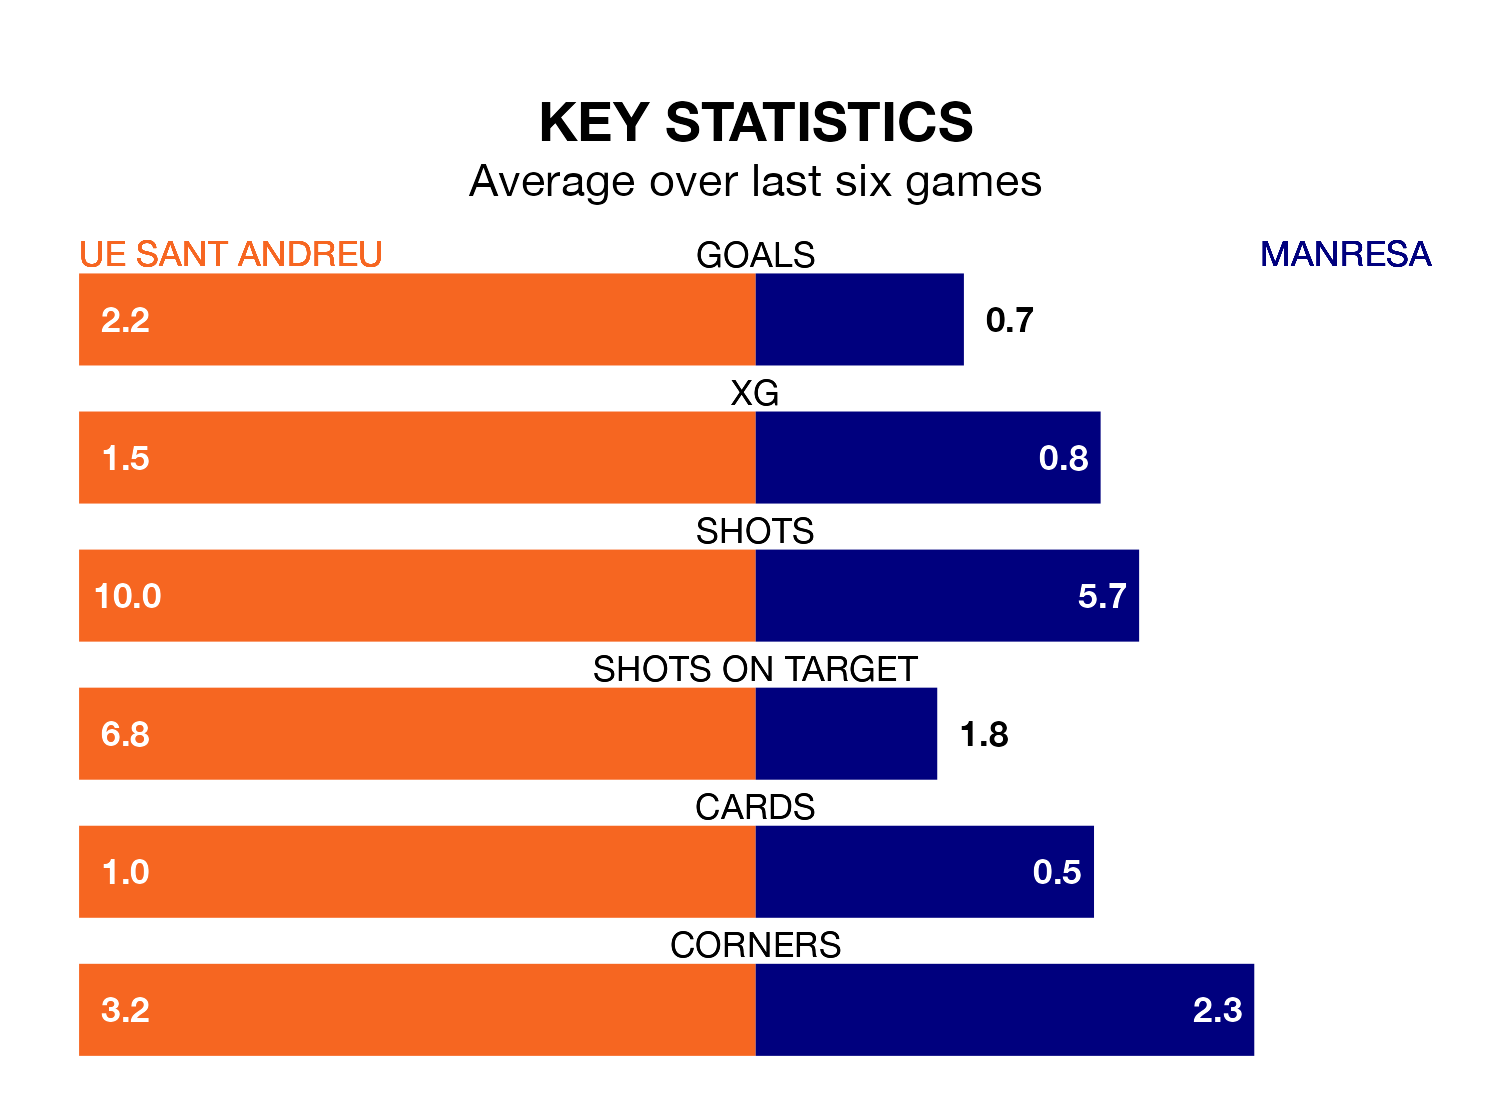 KEY STATISTICS
Average over last six games
UE SANT ANDREU GOALS MANRESA
2.2 0.7
XG
1.5 0.8
SHOTS
10.0 5.7
SHOTS ON TARGET
6.8 1.8
CARDS
1.0 0.5
CORNERS
3.2 2.3